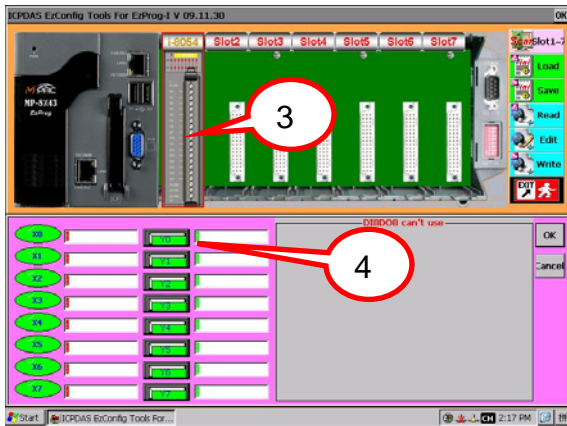 ICPDAS EzConfig Tools For EzProg-I V 09.11.30
OK
i-8054 Slot2 Slot3 Slot4 Slot5 Slot6 Slot7
Slot1~7
Load
Save
Read
Edit
Write
EXIT
MP-8X43
EzProg
3
DI8DO8 can't use
X0 Y0
X1 Y1
X2 Y2
X3 Y3
X4 Y4
X5 Y5
X6 Y6
X7 Y7
4
OK
Cancel
Start
ICPDAS EzConfig Tools For...
CH
2:17 PM